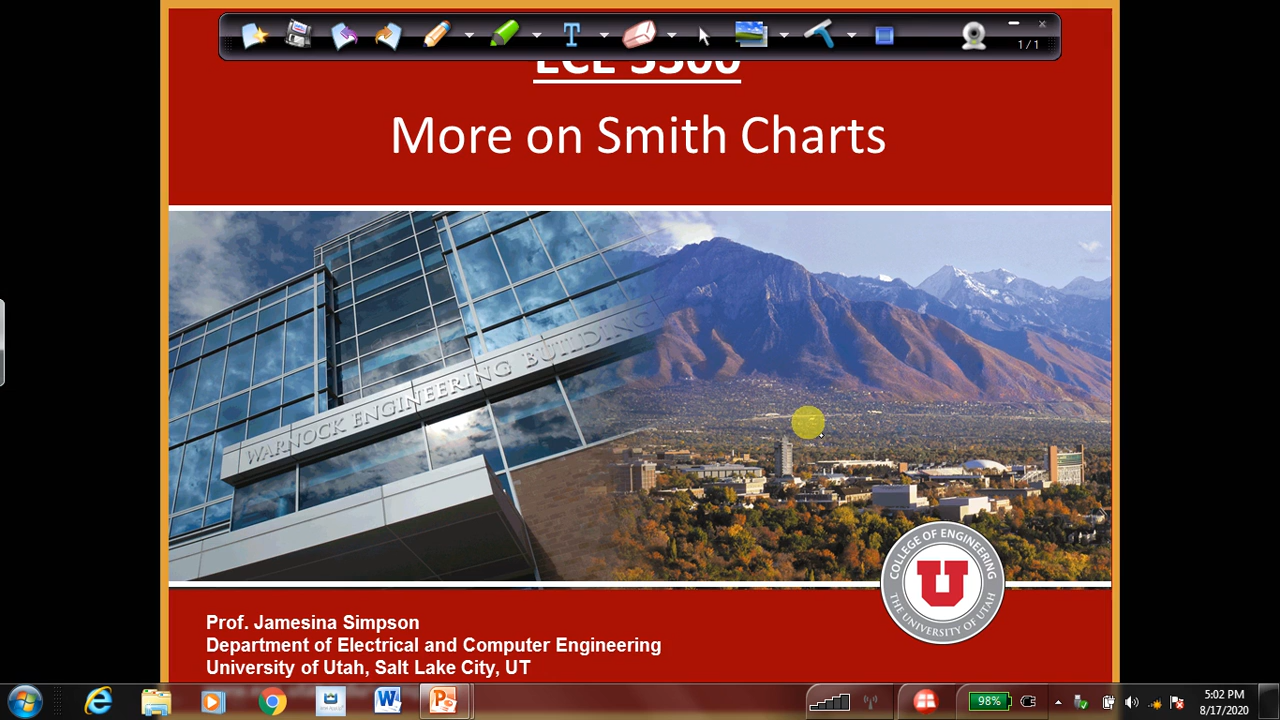 1 / 1
ECE 3300
More on Smith Charts
WARNOCK ENGINEERING BUILDING
COLLEGE OF ENGINEERING
U
THE UNIVERSITY OF UTAH
Prof. Jamesina Simpson
Department of Electrical and Computer Engineering
University of Utah, Salt Lake City, UT
98%
5:02 PM
8/17/2020